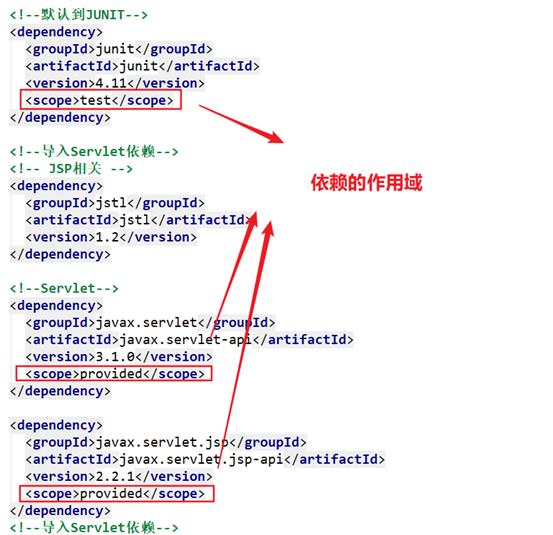 <!--默认到JUNIT-->
<dependency>
<groupId>junit</groupId>
<artifactId>junit</artifactId>
<version>4.11</version>
<scope>test</scope>
</dependency>
依赖的作用域
<!--导入Servlet依赖-->
<!-- JSP相关 -->
<dependency>
<groupId>jstl</groupId>
<artifactId>jstl</artifactId>
<version>1.2</version>
</dependency>
<!--Servlet-->
<dependency>
<groupId>javax.servlet</groupId>
<artifactId>javax.servlet-api</artifactId>
<version>3.1.0</version>
<scope>provided</scope>
</dependency>
<dependency>
<groupId>javax.servlet.jsp</groupId>
<artifactId>javax.servlet.jsp-api</artifactId>
<version>2.2.1</version>
<scope>provided</scope>
</dependency>
<!--导入Servlet依赖-->